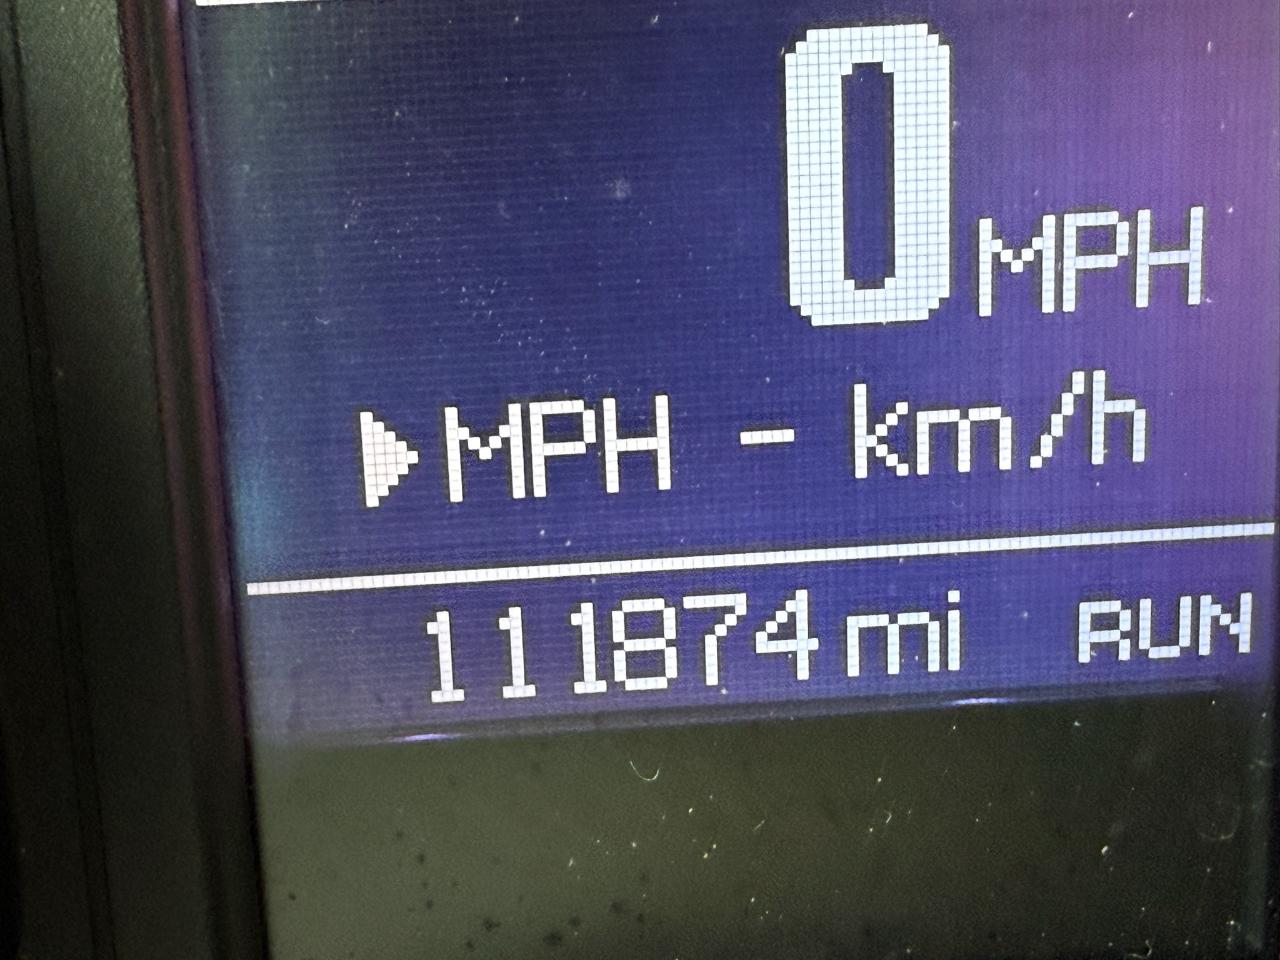 0 MPH
▶MPH - km/h
111874 mi RUN